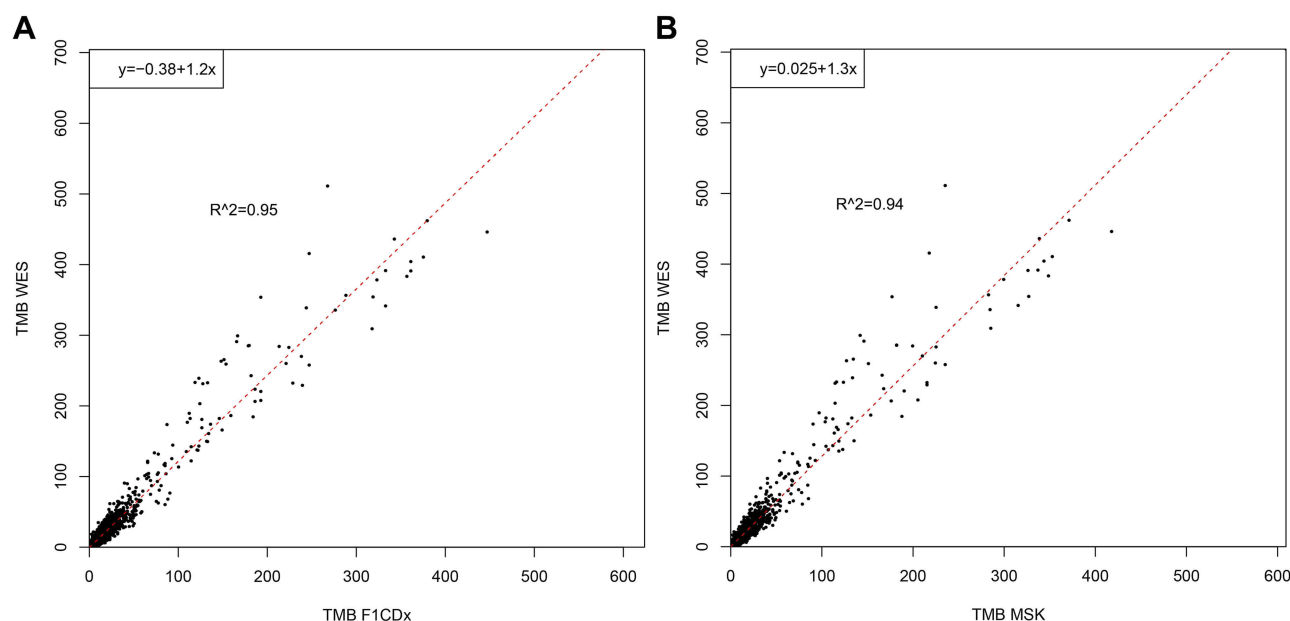 A
y=−0.38+1.2x
R^2=0.95
TMB WES
0
100
200
300
400
500
600
700
0 100 200 300 400 500 600
TMB F1CDx
B
y=0.025+1.3x
R^2=0.94
TMB WES
0
100
200
300
400
500
600
700
0 100 200 300 400 500 600
TMB MSK